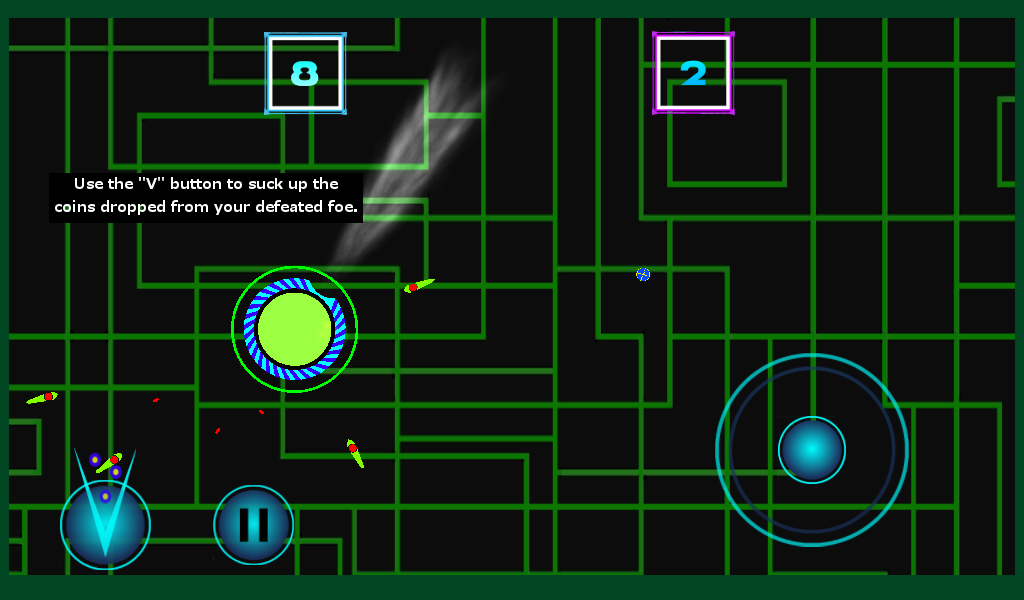 8
2
Use the "V" button to suck up the
coins dropped from your defeated foe.